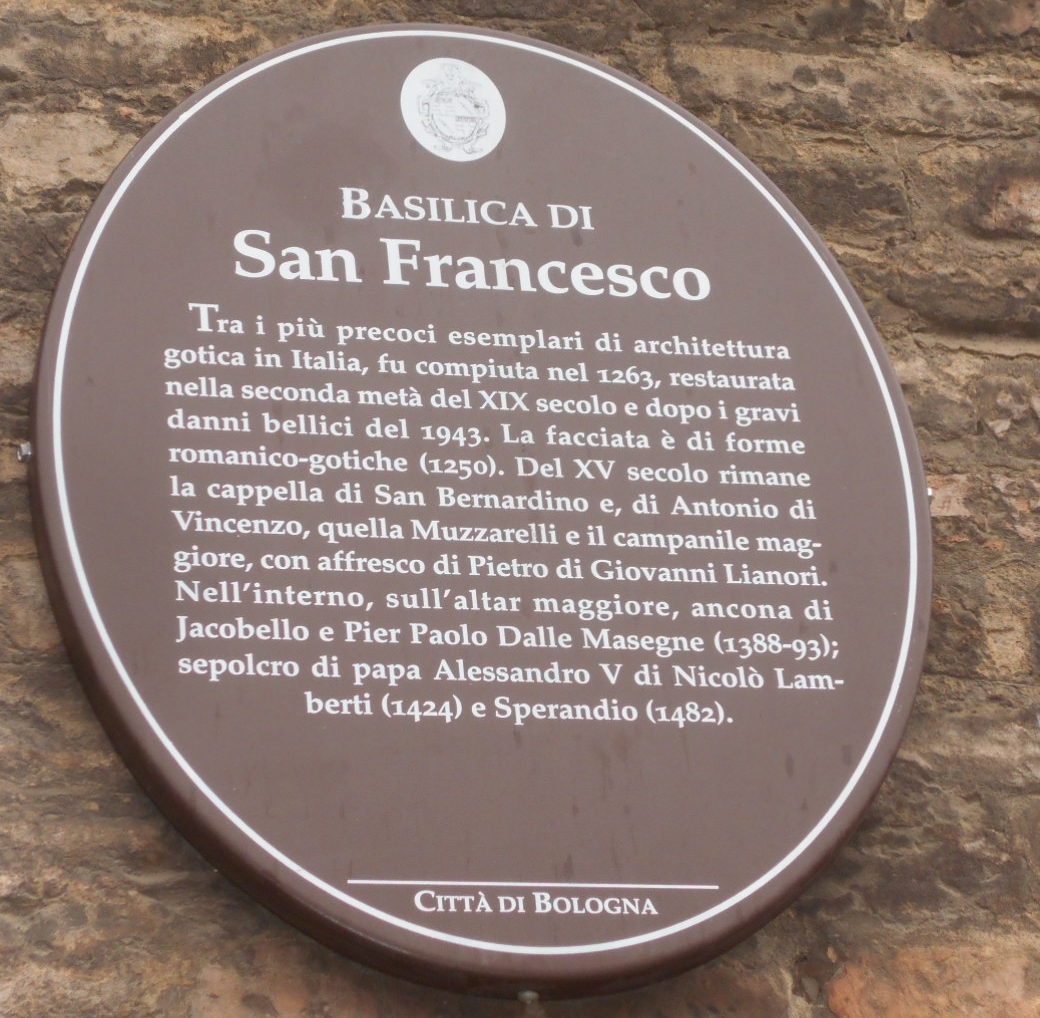 BASILICA DI
San Francesco
Tra i più precoci esemplari di architettura
gotica in Italia, fu compiuta nel 1263, restaurata
nella seconda metà del XIX secolo e dopo i gravi
danni bellici del 1943. La facciata è di forme
romanico-gotiche (1250). Del XV secolo rimane
la cappella di San Bernardino e, di Antonio di
Vincenzo, quella Muzzarelli e il campanile mag-
giore, con affresco di Pietro di Giovanni Lianori.
Nell'interno, sull'altar maggiore, ancona di
Jacobello e Pier Paolo Dalle Masegne (1388-93);
sepolcro di papa Alessandro V di Nicolò Lam-
berti (1424) e Sperandio (1482).
CITTÀ DI BOLOGNA